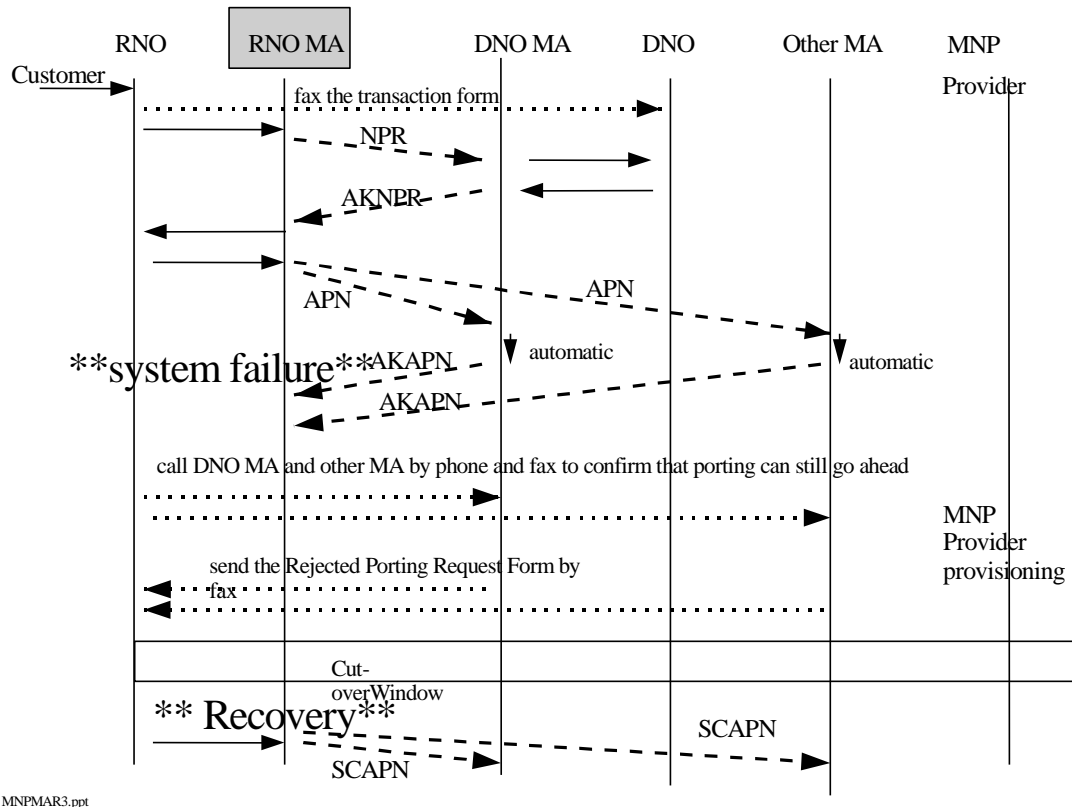 RNO RNO MA DNO MA DNO Other MA MNP
Provider
Customer
fax the transaction form
NPR
AKNPR
APN
APN
automatic
automatic
**system failure**
AKAPN
AKAPN
call DNO MA and other MA by phone and fax to confirm that porting can still go ahead
MNP
Provider
provisioning
send the Rejected Porting Request Form by
fax
Cut-
overWindow
** Recovery**
SCAPN
SCAPN
MNPMAR3.ppt